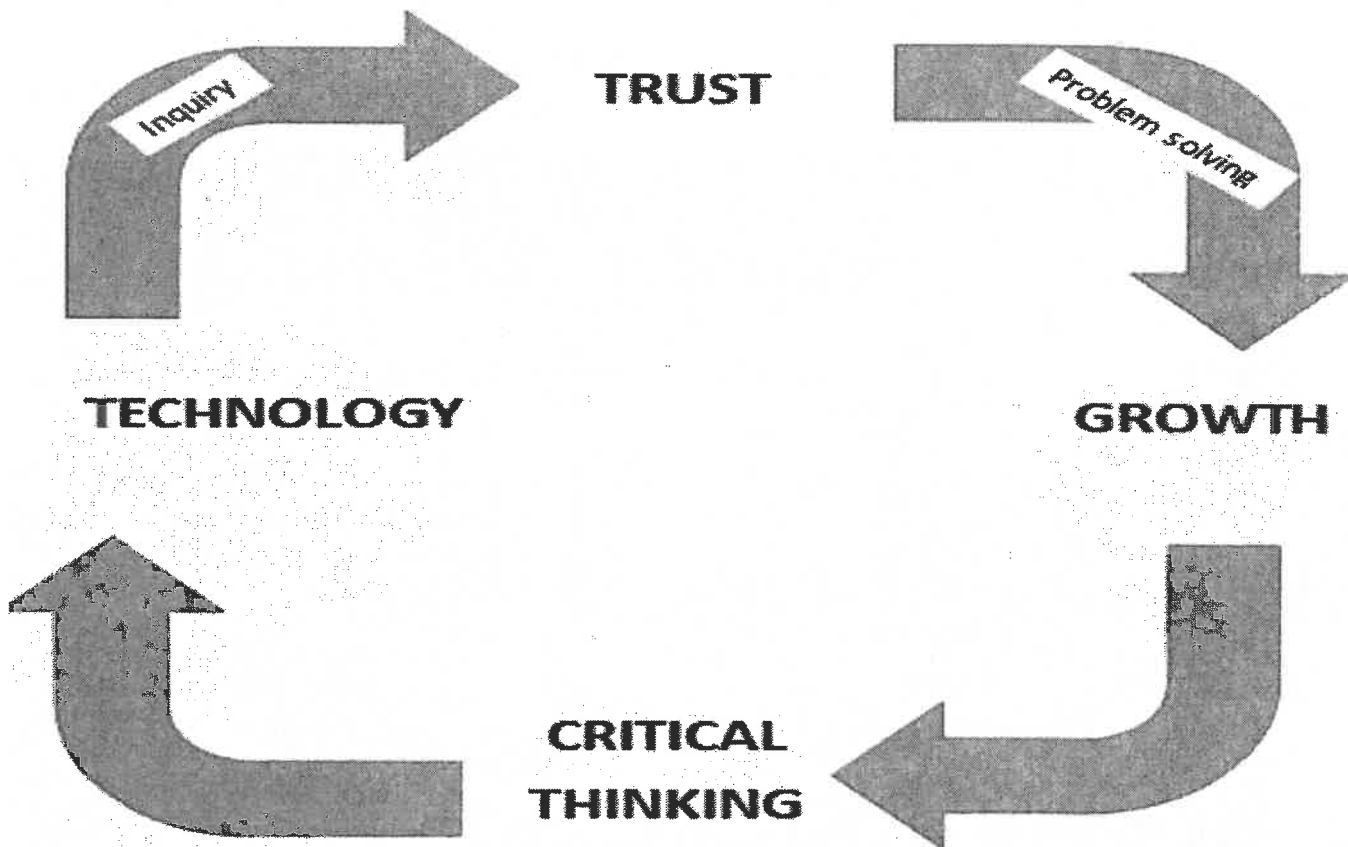 Inquiry
TRUST
Problem solving
TECHNOLOGY
GROWTH
CRITICAL
THINKING